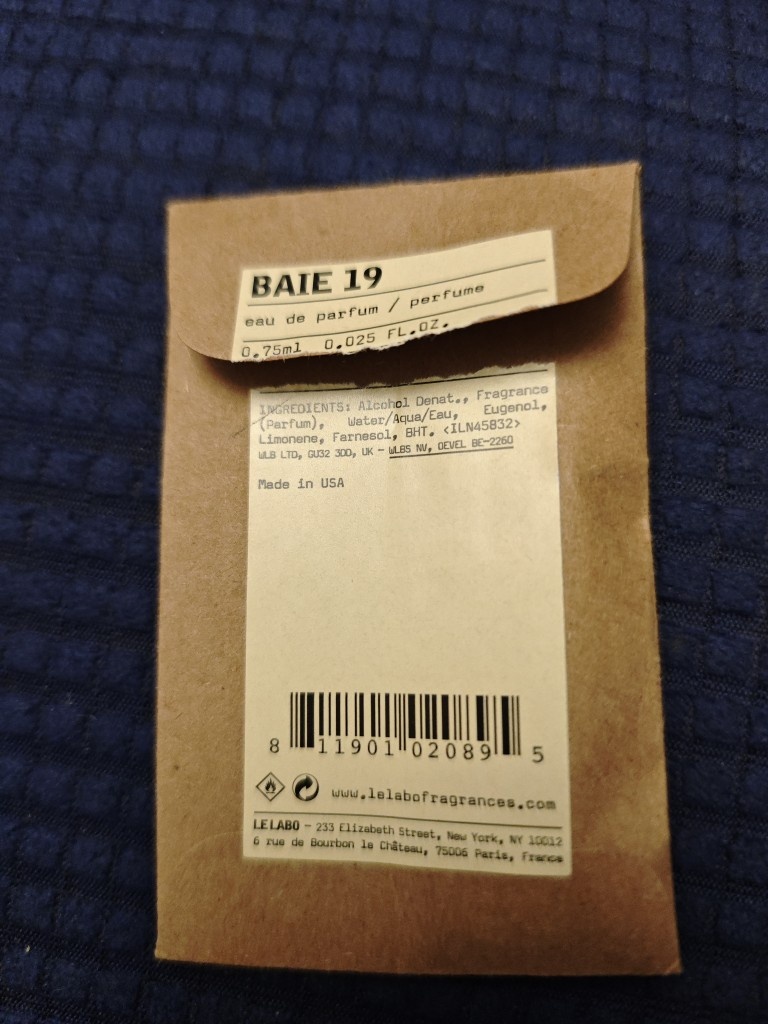 BAIE 19
eau de parfum / perfume
0.75ml 0.025 FL.OZ.
INGREDIENTS: Alcohol Denat., Fragrance
(Parfum), Water/Aqua/Eau, Eugenol,
Limonene, Farnesol, BHT. <ILN45832>
WLB LTD, GU32 3DD, UK - WLBS NV, OEVEL BE-2260
Made in USA
8 11901 02089 5
www.lelabofragrances.com
LE LABO - 233 Elizabeth Street, New York, NY 10012
6 rue de Bourbon le Château, 75006 Paris, France